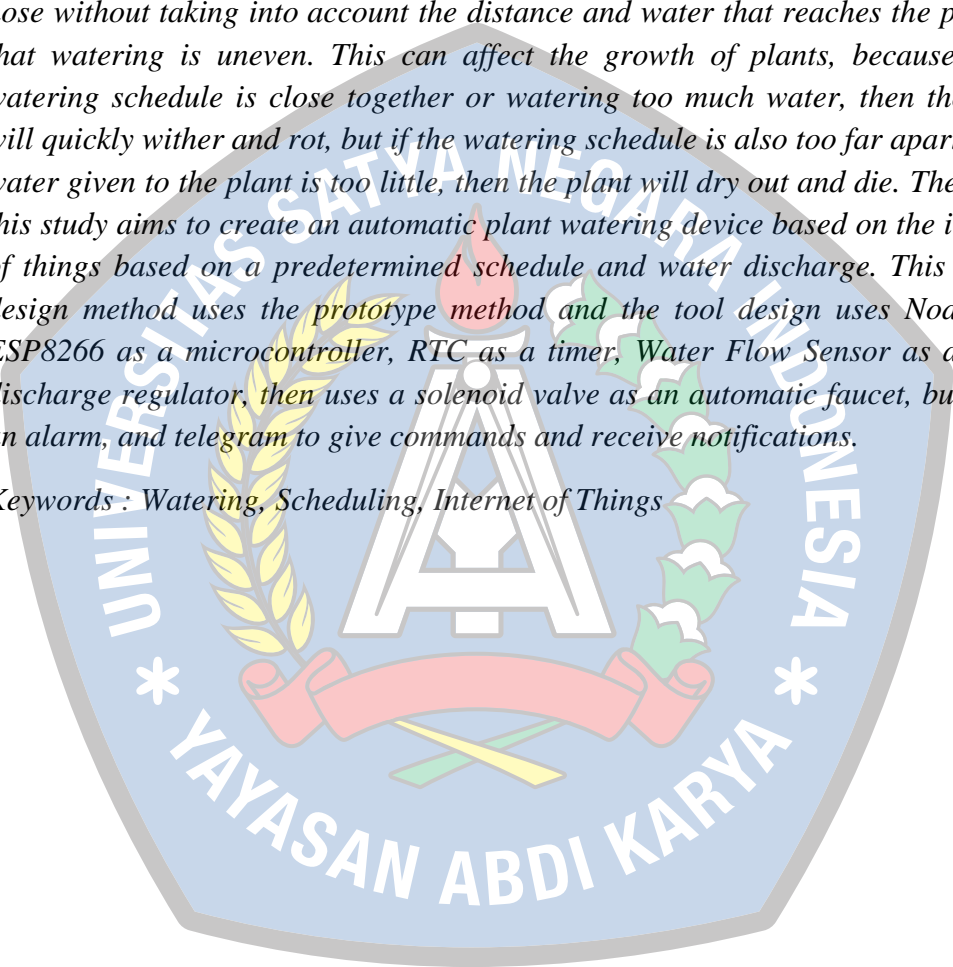 hose without taking into account the distance and water that reaches the p
hat watering is uneven. This can affect the growth of plants, because
watering schedule is close together or watering too much water, then the
will quickly wither and rot, but if the watering schedule is also too far apar
water given to the plant is too little, then the plant will dry out and die. The
this study aims to create an automatic plant watering device based on the i
of things based on a predetermined schedule and water discharge. This
design method uses the prototype method and the tool design uses Nod
ESP8266 as a microcontroller, RTC as a timer, Water Flow Sensor as a
discharge regulator, then uses a solenoid valve as an automatic faucet, bu
an alarm, and telegram to give commands and receive notifications.
Keywords : Watering, Scheduling, Internet of Things
UNIVERSITAS SATYA NEGARA INDONESIA
YAYASAN ABDI KARYA